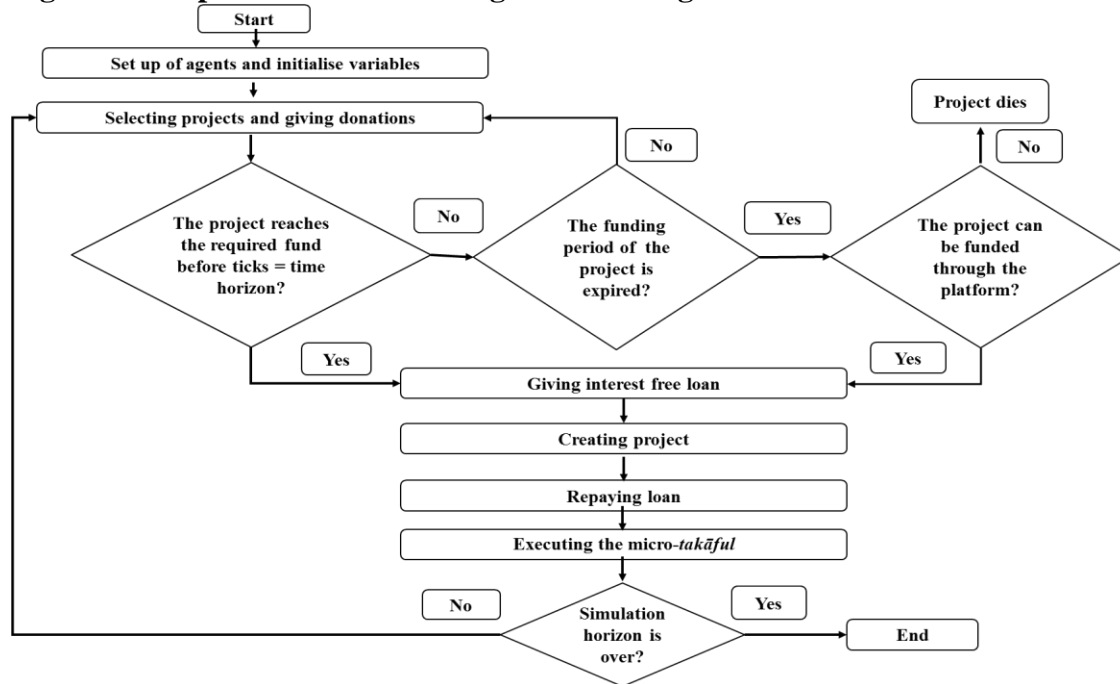 Start
Set up of agents and initialise variables
Selecting projects and giving donations
Project dies
No
No
The project reaches
the required fund
before ticks = time
horizon?
No
The funding
period of the
project is
expired?
Yes
The project can
be funded
through the
platform?
Yes
Yes
Giving interest free loan
Creating project
Repaying loan
Executing the micro-takāful
No
Simulation
horizon is
over?
Yes
End